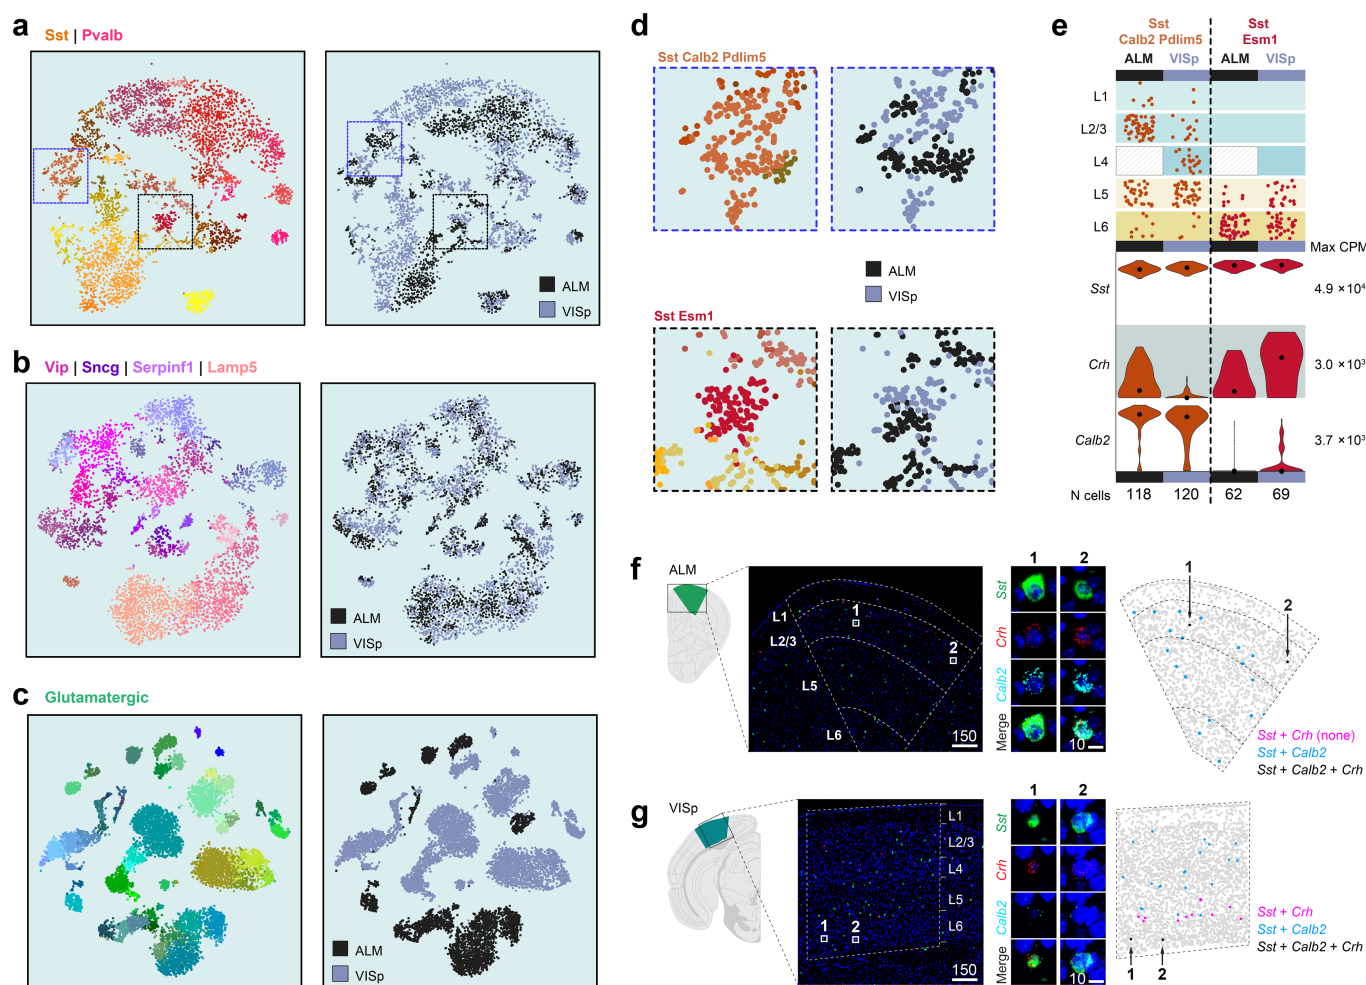 a
Sst | Pvalb
ALM
VISp
b
Vip | Sncg | Serpinf1 | Lamp5
ALM
VISp
c
Glutamatergic
ALM
VISp
d
Sst Calb2 Pdlim5
ALM
VISp
Sst Esm1
e
Sst
Calb2 Pdlim5
Sst
Esm1
ALM VISp ALM VISp
L1
L2/3
L4
L5
L6
Max CPM
Sst 4.9 × 10⁴
Crh 3.0 × 10³
Calb2 3.7 × 10³
N cells 118 120 62 69
f
ALM
L1
L2/3
L5
L6
1
2
150
1 2
Sst
Crh
Calb2
Merge
10
1
2
Sst + Crh (none)
Sst + Calb2
Sst + Calb2 + Crh
g
VISp
L1
L2/3
L4
L5
L6
1 2
150
1 2
Sst
Crh
Calb2
Merge
10
1 2
Sst + Crh
Sst + Calb2
Sst + Calb2 + Crh